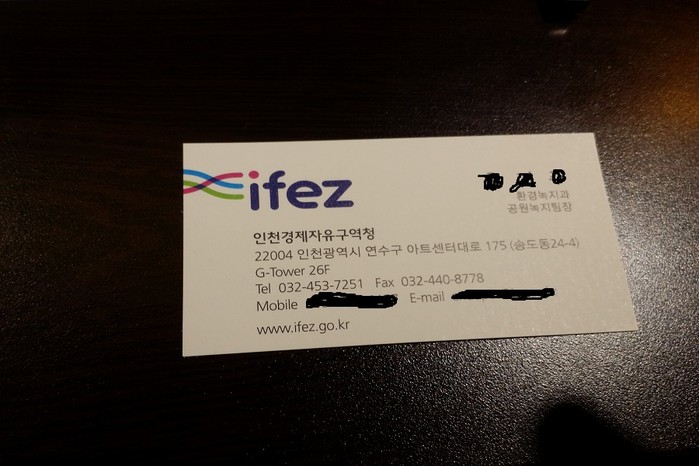 ifez
환경녹지과
공원녹지팀장
인천경제자유구역청
22004 인천광역시 연수구 아트센터대로 175 (송도동24-4)
G-Tower 26F
Tel 032-453-7251 Fax 032-440-8778
Mobile E-mail
www.ifez.go.kr